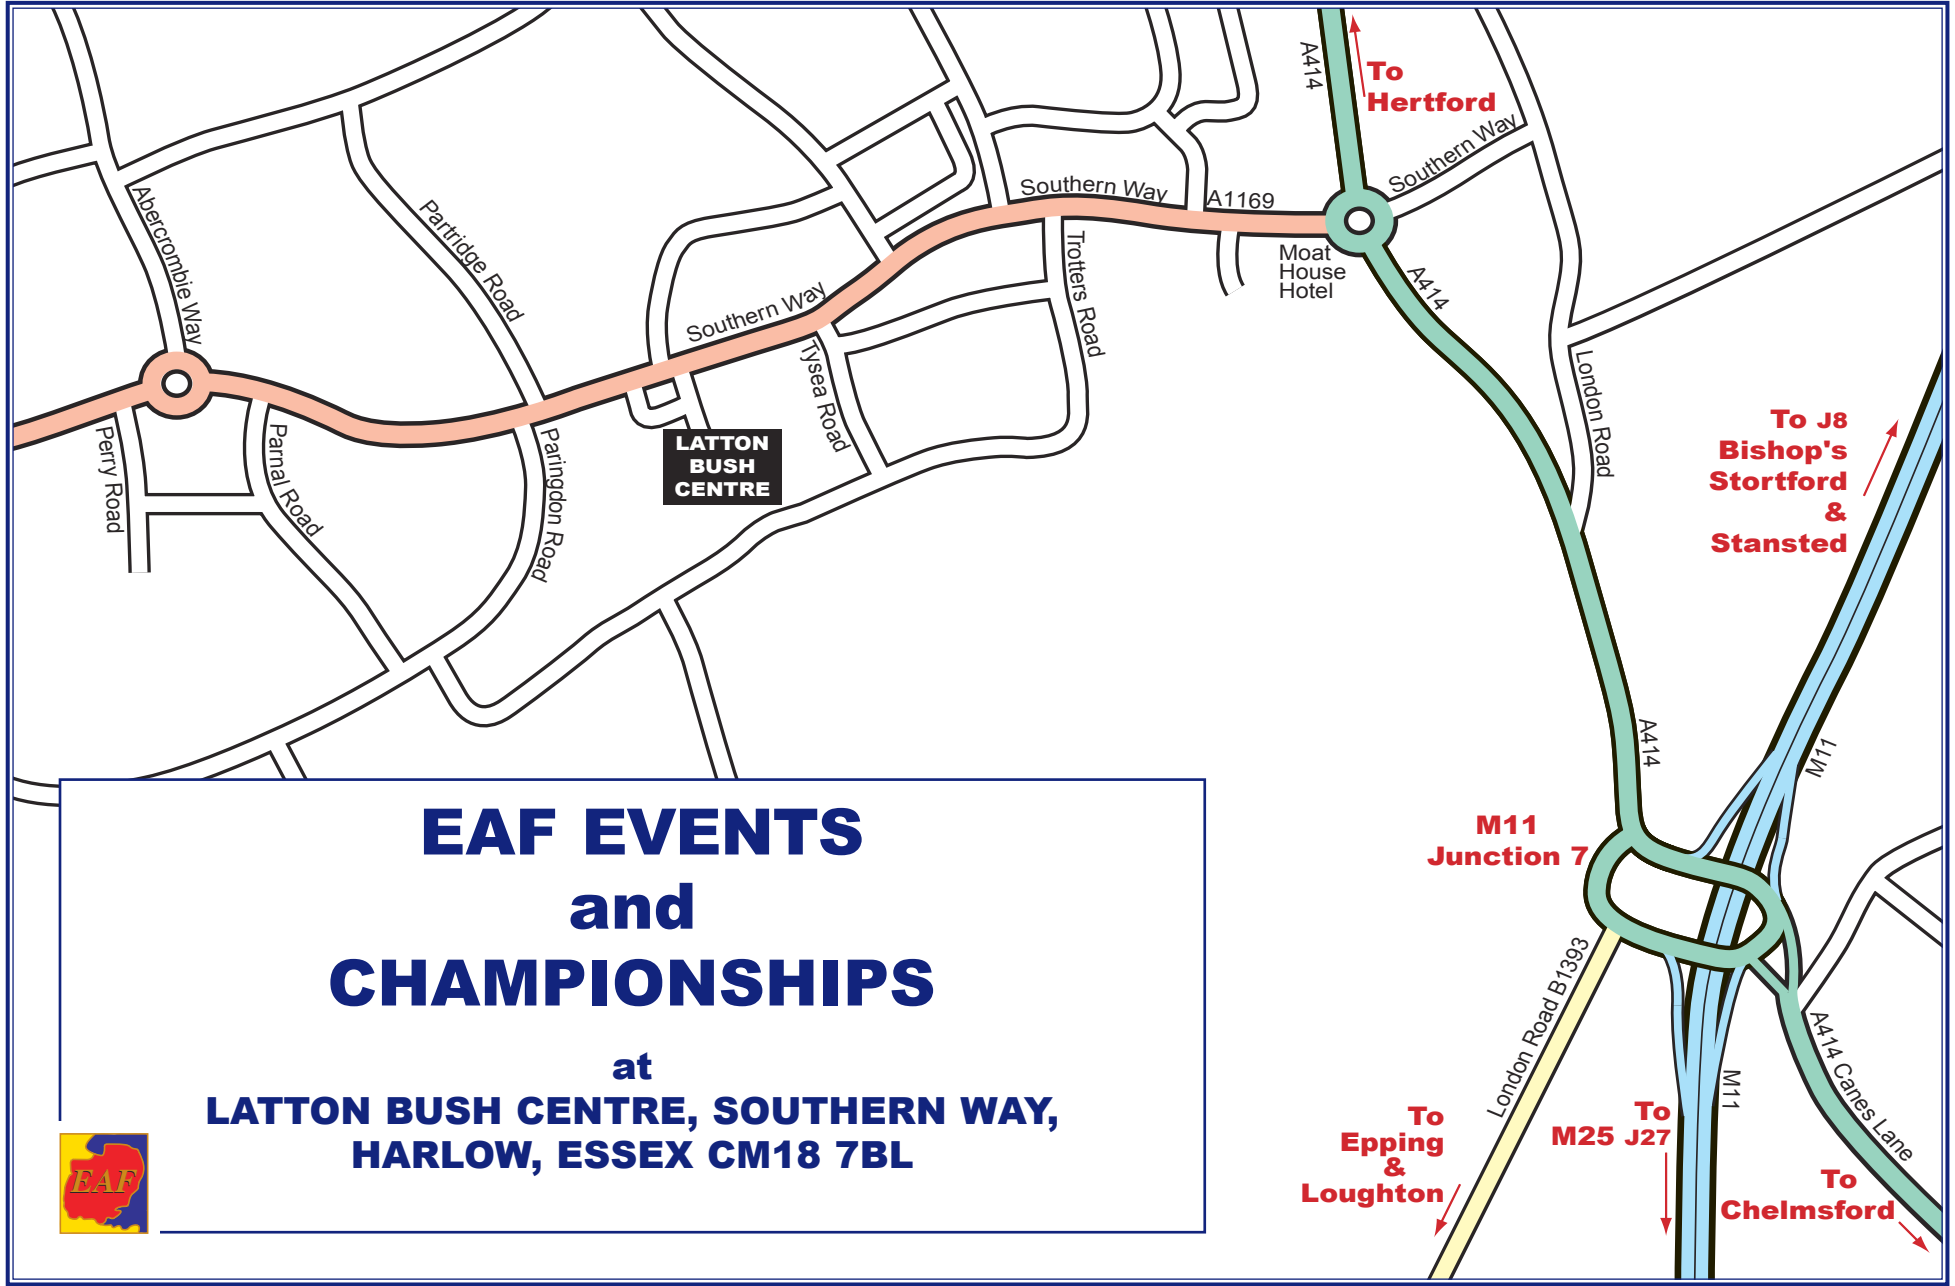 A414
To
Hertford
Southern Way
Southern Way
A1169
Moat
House
Hotel
A414
Abercrombie Way
Partridge Road
Southern Way
Trotters Road
Tysea Road
London Road
Perry Road
Parnal Road
Paringdon Road
LATTON
BUSH
CENTRE
To J8
Bishop's
Stortford
&
Stansted
A414
M11
M11
Junction 7
EAF EVENTS
and
CHAMPIONSHIPS
at
LATTON BUSH CENTRE, SOUTHERN WAY,
HARLOW, ESSEX CM18 7BL
EAF
London Road B1393
A414 Canes Lane
M11
To
Epping
&
Loughton
To
M25 J27
To
Chelmsford